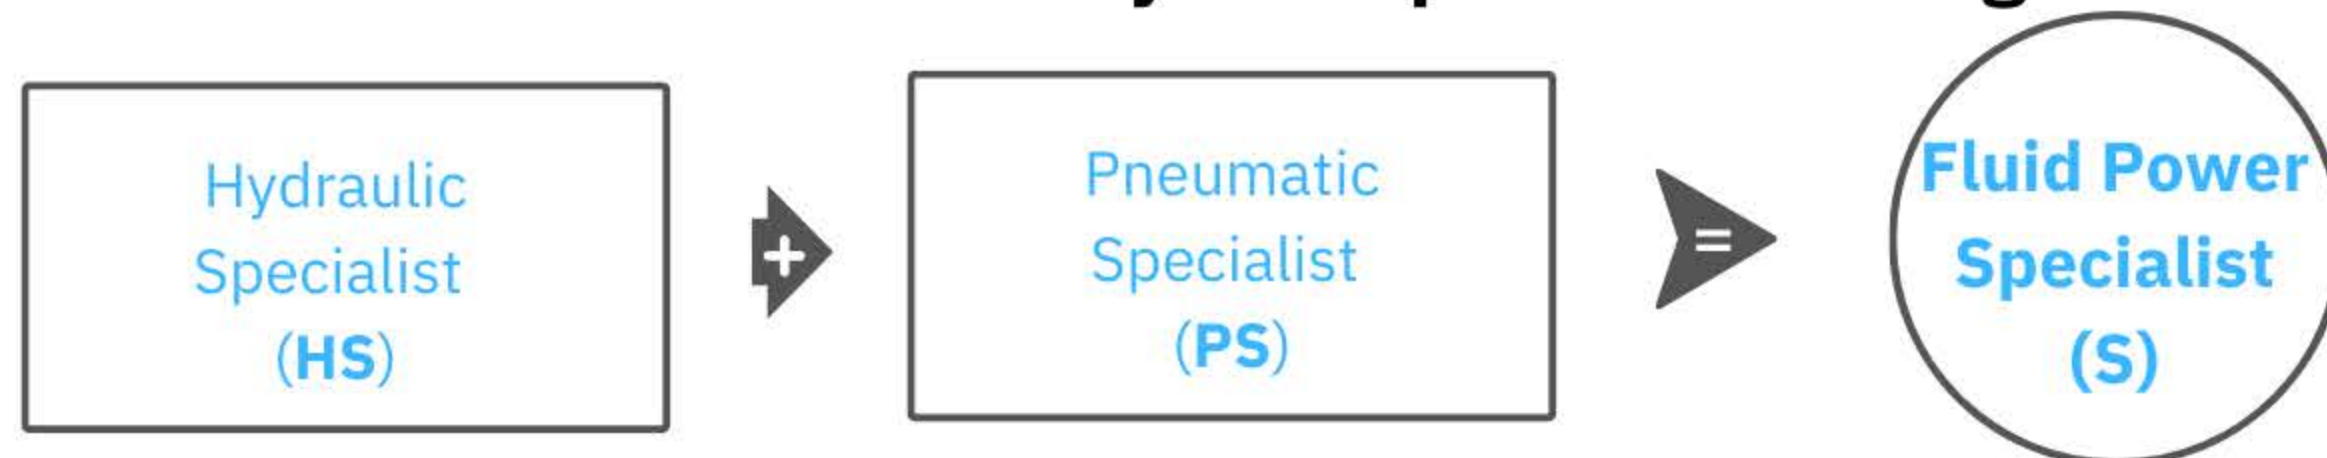 Hydraulic
Specialist
(HS)
+
Pneumatic
Specialist
(PS)
=
Fluid Power
Specialist
(S)